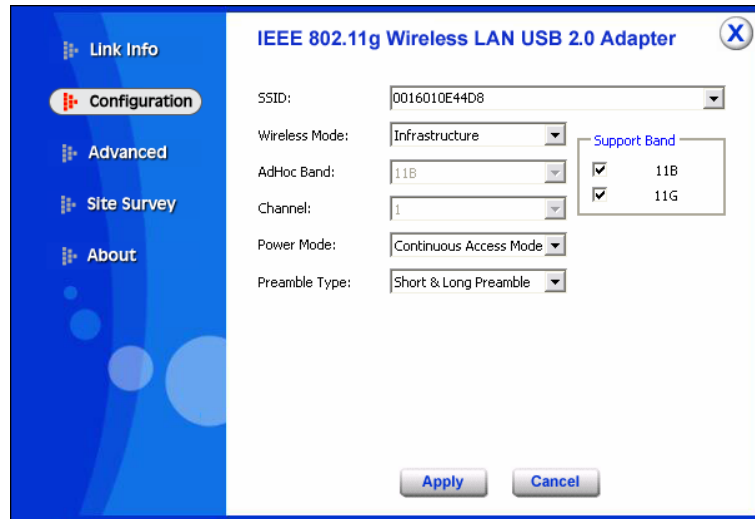 IEEE 802.11g Wireless LAN USB 2.0 Adapter
X
Link Info
Configuration
Advanced
Site Survey
About
SSID: 0016010E44D8
Wireless Mode: Infrastructure
AdHoc Band: 11B
Channel: 1
Power Mode: Continuous Access Mode
Preamble Type: Short & Long Preamble
Support Band
11B
11G
Apply Cancel